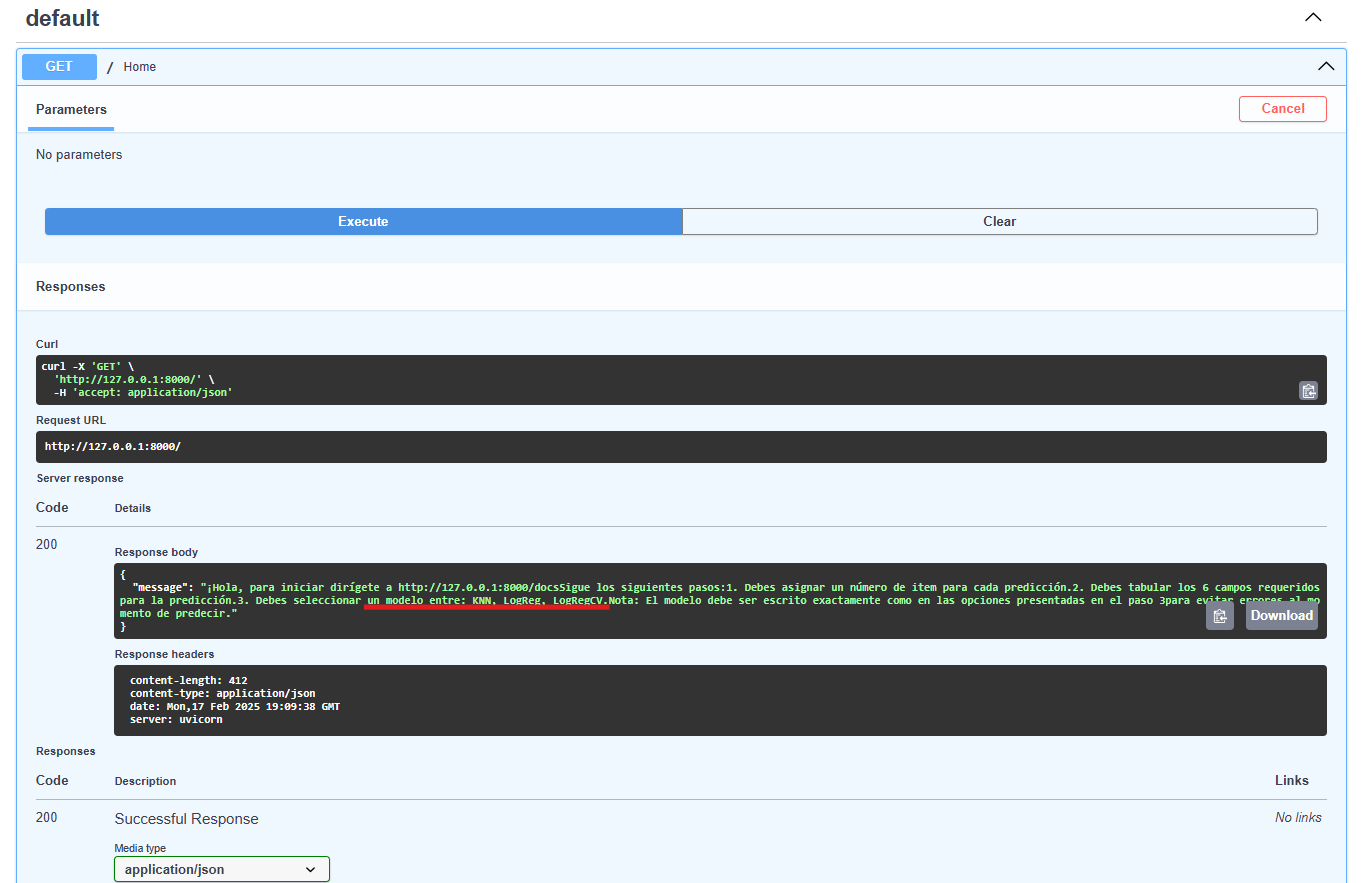 default
GET / Home
Parameters
Cancel
No parameters
Execute
Clear
Responses
Curl
curl -X 'GET' \
'http://127.0.0.1:8000/' \
-H 'accept: application/json'
Request URL
http://127.0.0.1:8000/
Server response
Code Details
200
Response body
{
"message": "¡Hola, para iniciar dirígete a http://127.0.0.1:8000/docsSigue los siguientes pasos:1. Debes asignar un número de item para cada predicción.2. Debes tabular los 6 campos requeridos
para la predicción.3. Debes seleccionar un modelo entre: KNN, LogReg, LogRegCV.Nota: El modelo debe ser escrito exactamente como en las opciones presentadas en el paso 3para evitar errores al mo
mento de predecir."
}
Download
Response headers
content-length: 412
content-type: application/json
date: Mon,17 Feb 2025 19:09:38 GMT
server: uvicorn
Responses
Code Description Links
200 Successful Response No links
Media type
application/json